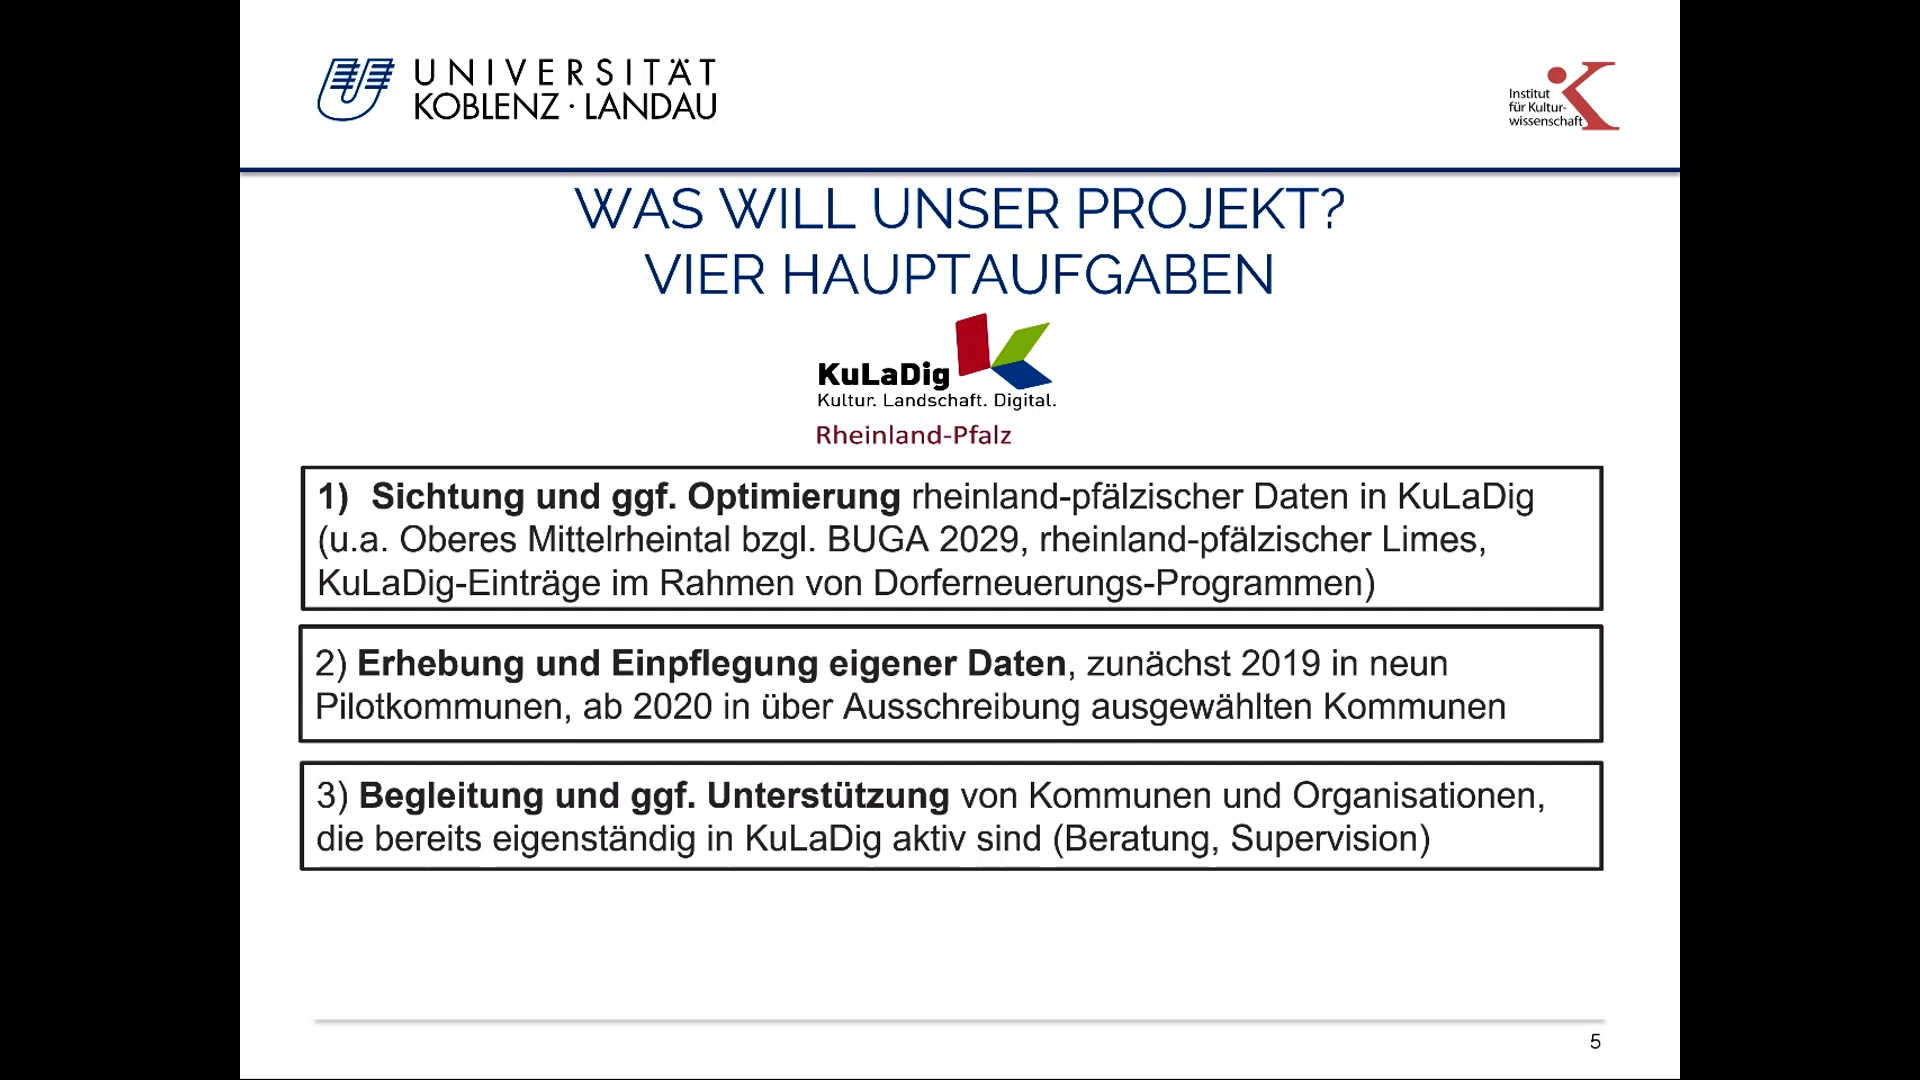 UNIVERSITÄT
KOBLENZ · LANDAU
Institut
für Kultur-
wissenschaft
WAS WILL UNSER PROJEKT?
VIER HAUPTAUFGABEN
KuLaDig
Kultur. Landschaft. Digital.
Rheinland-Pfalz
1) Sichtung und ggf. Optimierung rheinland-pfälzischer Daten in KuLaDig
(u.a. Oberes Mittelrheintal bzgl. BUGA 2029, rheinland-pfälzischer Limes,
KuLaDig-Einträge im Rahmen von Dorferneuerungs-Programmen)
2) Erhebung und Einpflegung eigener Daten, zunächst 2019 in neun
Pilotkommunen, ab 2020 in über Ausschreibung ausgewählten Kommunen
3) Begleitung und ggf. Unterstützung von Kommunen und Organisationen,
die bereits eigenständig in KuLaDig aktiv sind (Beratung, Supervision)
5